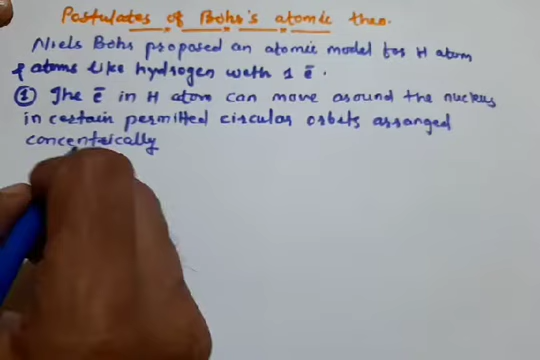 Postulates of Bohr's atomic theo.
Niels Bohr proposed an atomic model for H atom
& atoms like hydrogen with 1 ē.
① The ē in H atom can move around the nucleus
in certain permitted circular orbits arranged
concentrically